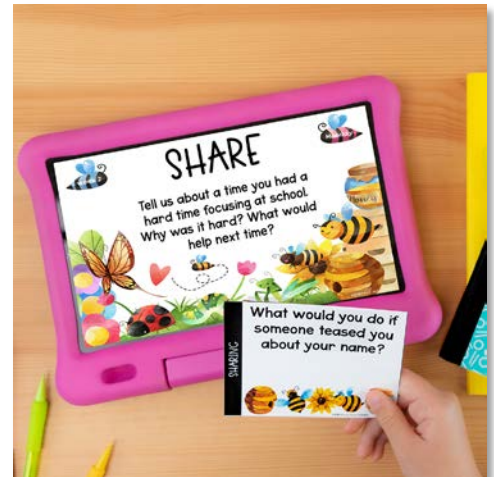 SHARE
Tell us about a time you had a
hard time focusing at school.
Why was it hard? What would
help next time?
SHARING
What would you do if
someone teased you
about your name?